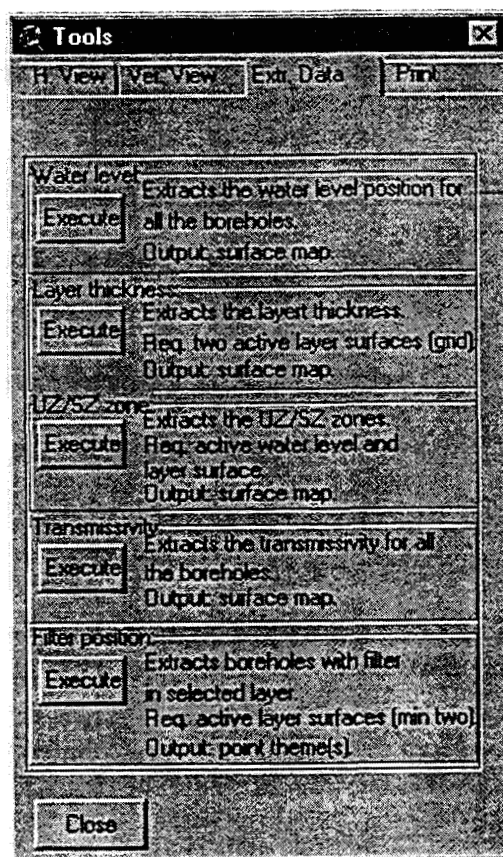 Tools
H. View Ver. View Extr. Data Print
Water level
Execute
Extracts the water level position for
all the boreholes.
Output: surface map.
Layer thickness
Execute
Extracts the layert thickness.
Req. two active layer surfaces (grid)
Output: surface map.
UZ/SZ zone
Execute
Extracts the UZ/SZ zones.
Req. active water level and
layer surface.
Output: surface map.
Transmissivity
Execute
Extracts the transmissivity for all
the boreholes.
Output: surface map.
Filter position
Execute
Extracts boreholes with filter
in selected layer.
Req. active layer surfaces (min two)
Output: point theme(s).
Close